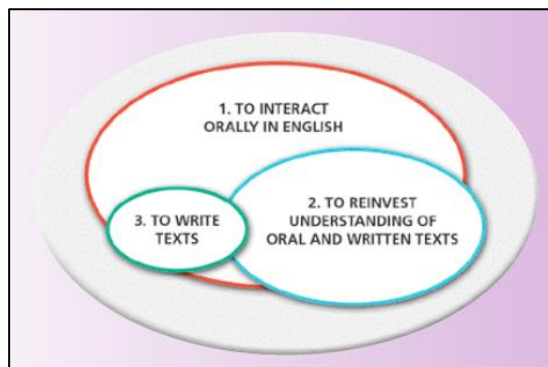 1. TO INTERACT
ORALLY IN ENGLISH
2. TO REINVEST
UNDERSTANDING OF
ORAL AND WRITTEN TEXTS
3. TO WRITE
TEXTS